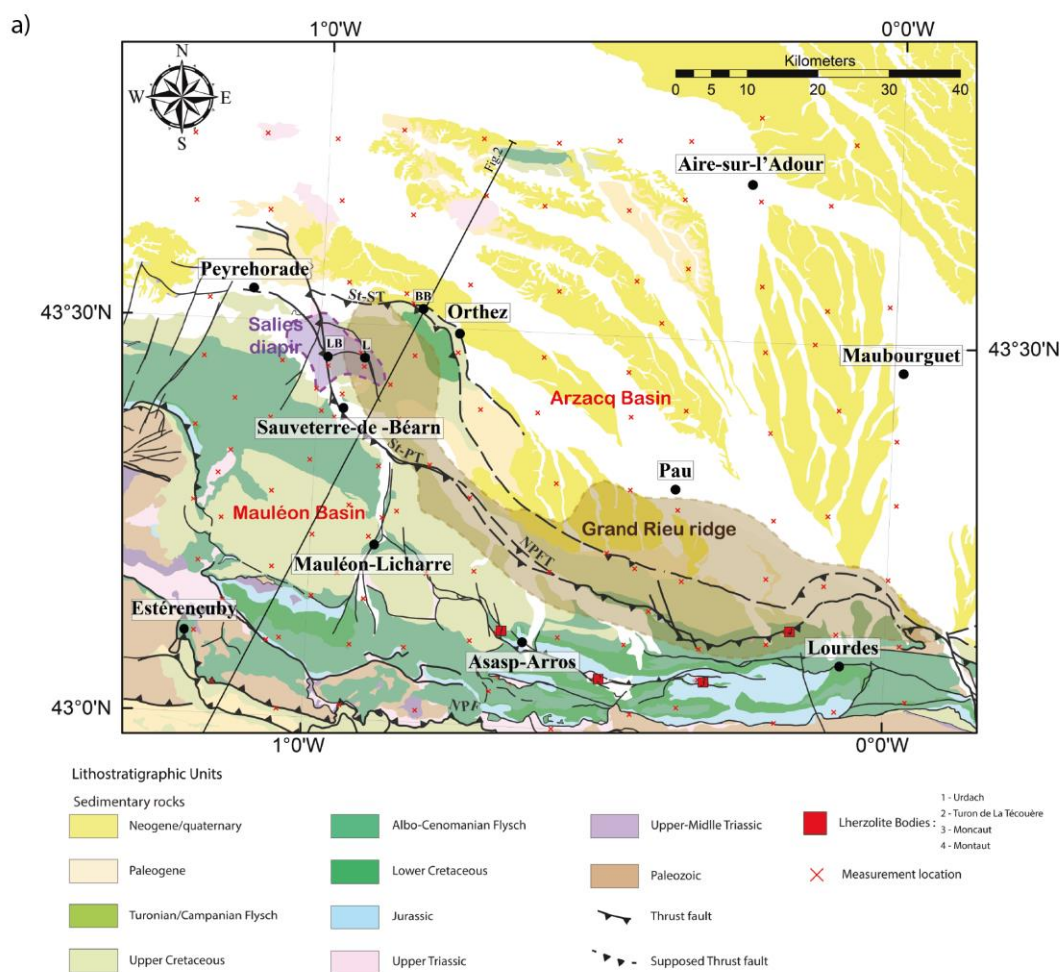 a)
1°0'W
0°0'W
N
W
E
S
Kilometers
0 2,5 5 10 20 30 40
Fig.2
Aire-sur-l'Adour
Peyrehorade
43°30'N
St-ST
BB
Orthez
Salies
diapir
LB
L
Maubourguet
43°30'N
Arzacq Basin
Sauveterre-de -Béarn
St-PT
Pau
Mauléon Basin
Grand Rieu ridge
NPFT
Mauléon-Licharre
Estérençuby
Asasp-Arros
Lourdes
NPF
43°0'N
1°0'W
0°0'W
Lithostratigraphic Units
Sedimentary rocks
Neogene/quaternary
Paleogene
Turonian/Campanian Flysch
Upper Cretaceous
Albo-Cenomanian Flysch
Lower Cretaceous
Jurassic
Upper Triassic
Upper-Midlle Triassic
Paleozoic
Thrust fault
Supposed Thrust fault
Lherzolite Bodies :
1 - Urdach
2 - Turon de La Técouère
3 - Moncaut
4 - Montaut
Measurement location